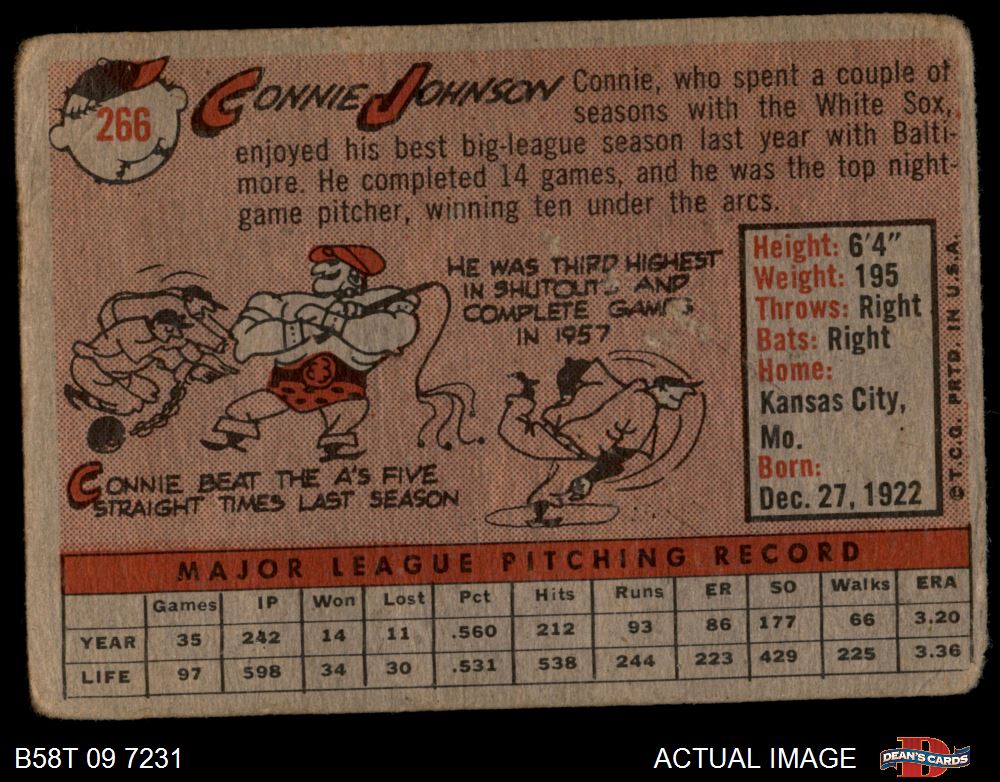 266
CONNIE JOHNSON
Connie, who spent a couple of
seasons with the White Sox,
enjoyed his best big-league season last year with Balti-
more. He completed 14 games, and he was the top night-
game pitcher, winning ten under the arcs.
HE WAS THIRD HIGHEST
IN SHUTOUTS AND
COMPLETE GAMES
IN 1957
CONNIE BEAT THE A'S FIVE
STRAIGHT TIMES LAST SEASON
Height: 6'4"
Weight: 195
Throws: Right
Bats: Right
Home:
Kansas City,
Mo.
Born:
Dec. 27, 1922
© T.C.G. PRTD. IN U.S.A.
MAJOR LEAGUE PITCHING RECORD
Games IP Won Lost Pct Hits Runs ER SO Walks ERA
YEAR 35 242 14 11 .560 212 93 86 177 66 3.20
LIFE 97 598 34 30 .531 538 244 223 429 225 3.36
B58T 09 7231
ACTUAL IMAGE
DEAN'S CARDS